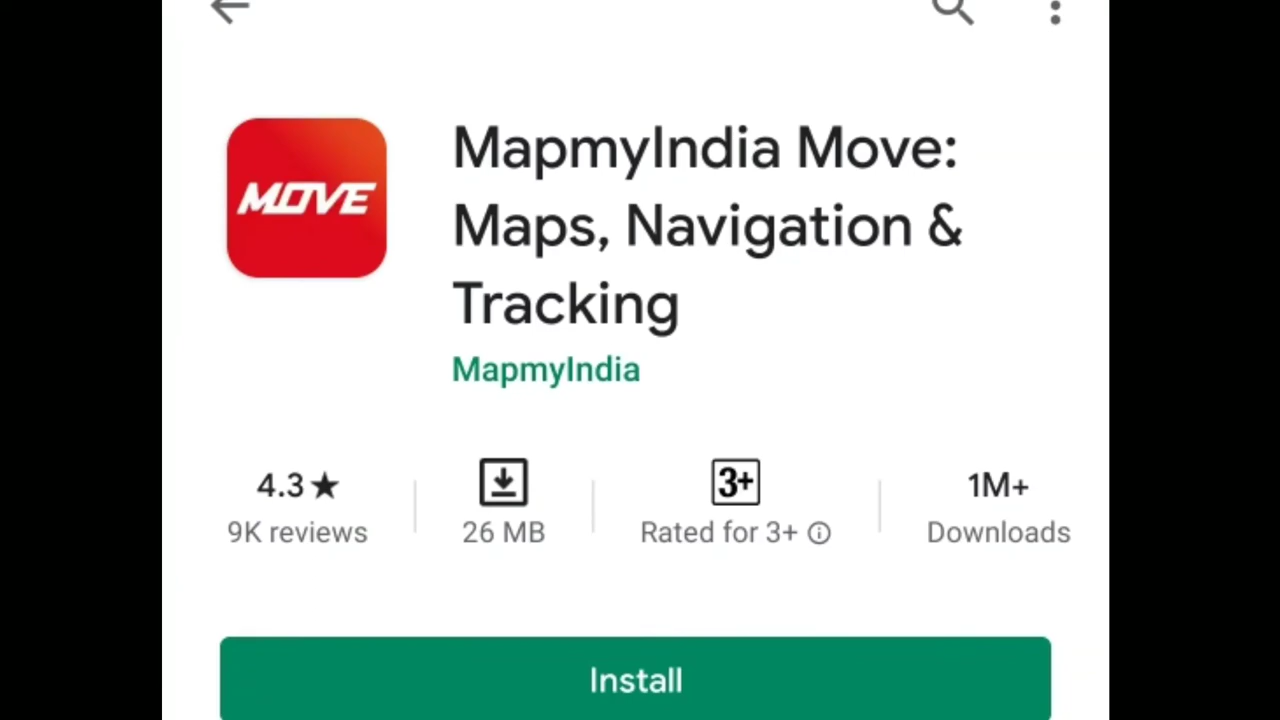 MOVE
MapmyIndia Move:
Maps, Navigation &
Tracking
MapmyIndia
4.3★
9K reviews
26 MB
3+
Rated for 3+
1M+
Downloads
Install